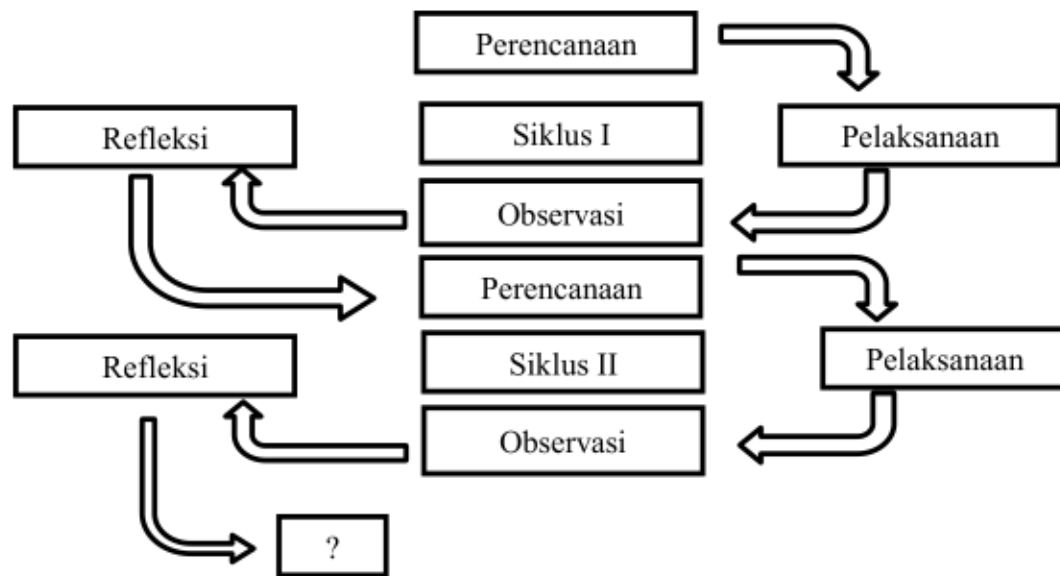 Perencanaan
Refleksi
Siklus I
Pelaksanaan
Observasi
Perencanaan
Refleksi
Siklus II
Pelaksanaan
Observasi
?